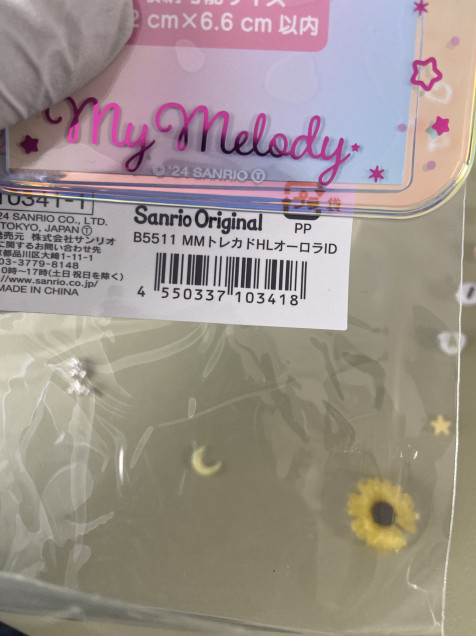 cm×6.6 cm 以内
My Melody
© '24 SANRIO Ⓣ
10341-1
24 SANRIO CO., LTD.
TOKYO, JAPAN Ⓣ
発売元 株式会社サンリオ
に関するお問い合わせ先
都品川区大崎1-11-1
03-3779-8148
10時~17時(土日祝日を除く)
//www.sanrio.co.jp/
MADE IN CHINA
Sanrio Original
袋
PP
B5511 MMトレカドHLオーロラID
4 550337 103418